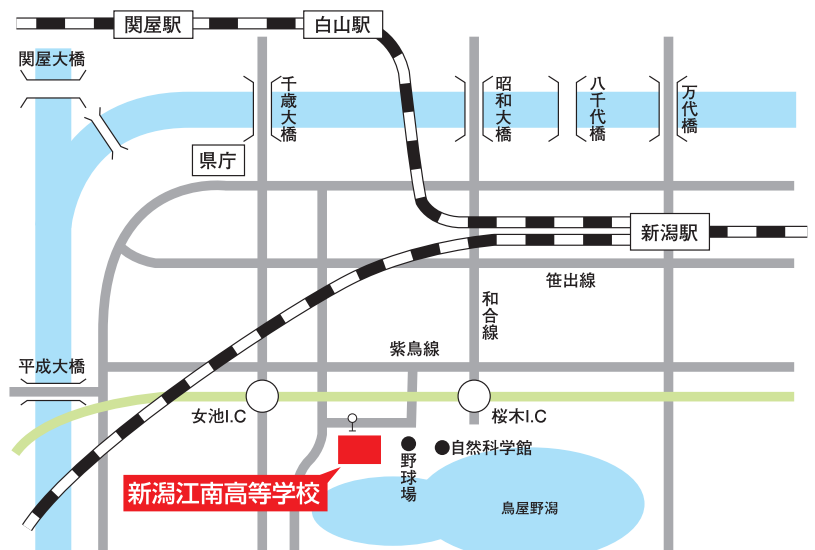 関屋駅
白山駅
関屋大橋
千歳大橋
昭和大橋
八千代橋
万代橋
県庁
新潟駅
笹出線
和合線
紫鳥線
平成大橋
女池I.C
桜木I.C
野球場
自然科学館
新潟江南高等学校
鳥屋野潟